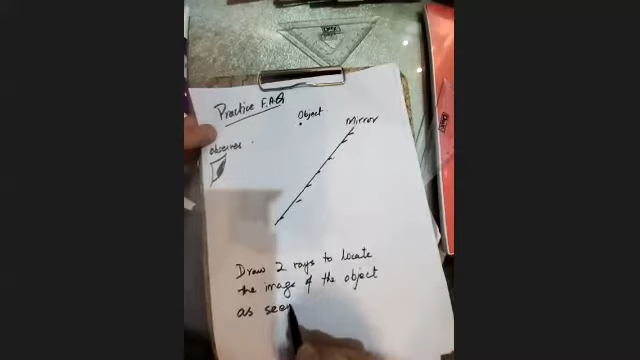 Practice F.A.Q
Object
Mirror
Observer
Draw 2 rays to locate
the image of the object
as seen